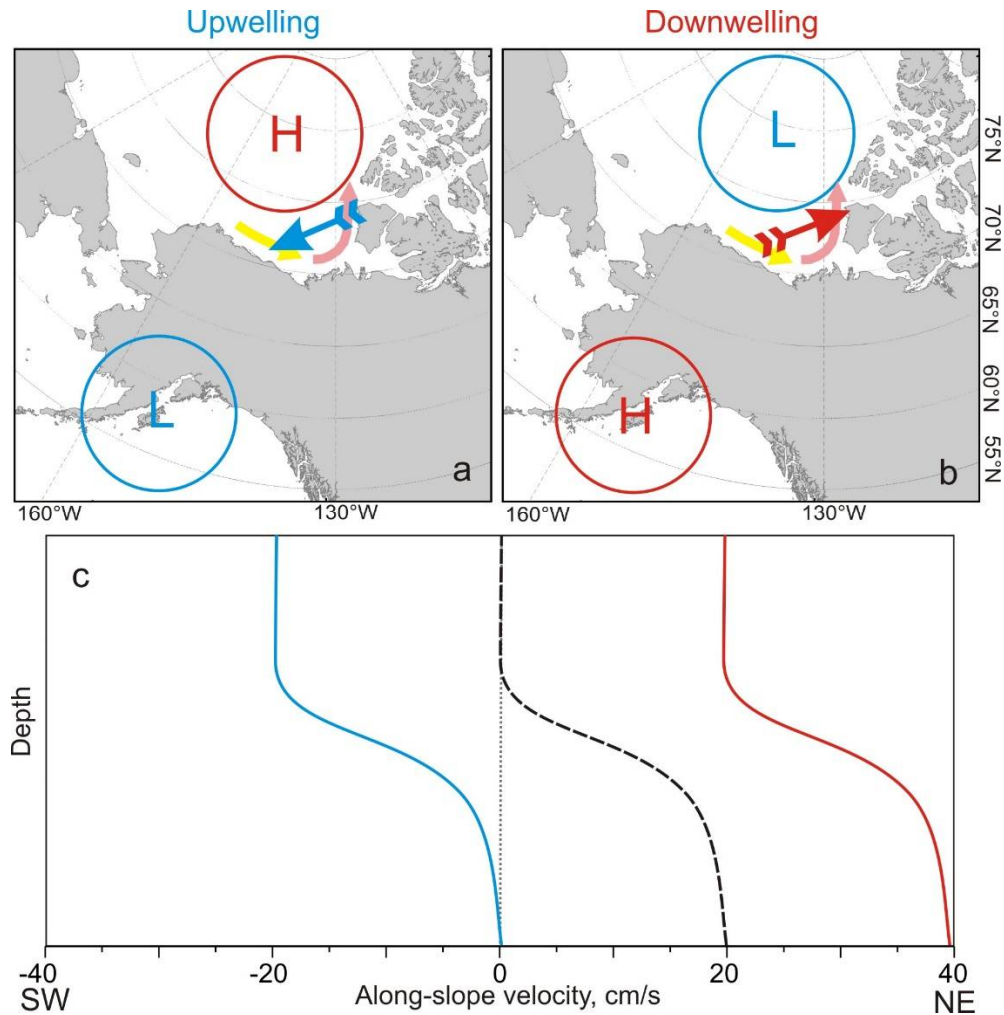 Upwelling
Downwelling
H
L
a
L
H
b
75°N
70°N
65°N
60°N
55°N
160°W
130°W
160°W
130°W
c
Depth
-40
-20
0
20
40
SW
Along-slope velocity, cm/s
NE